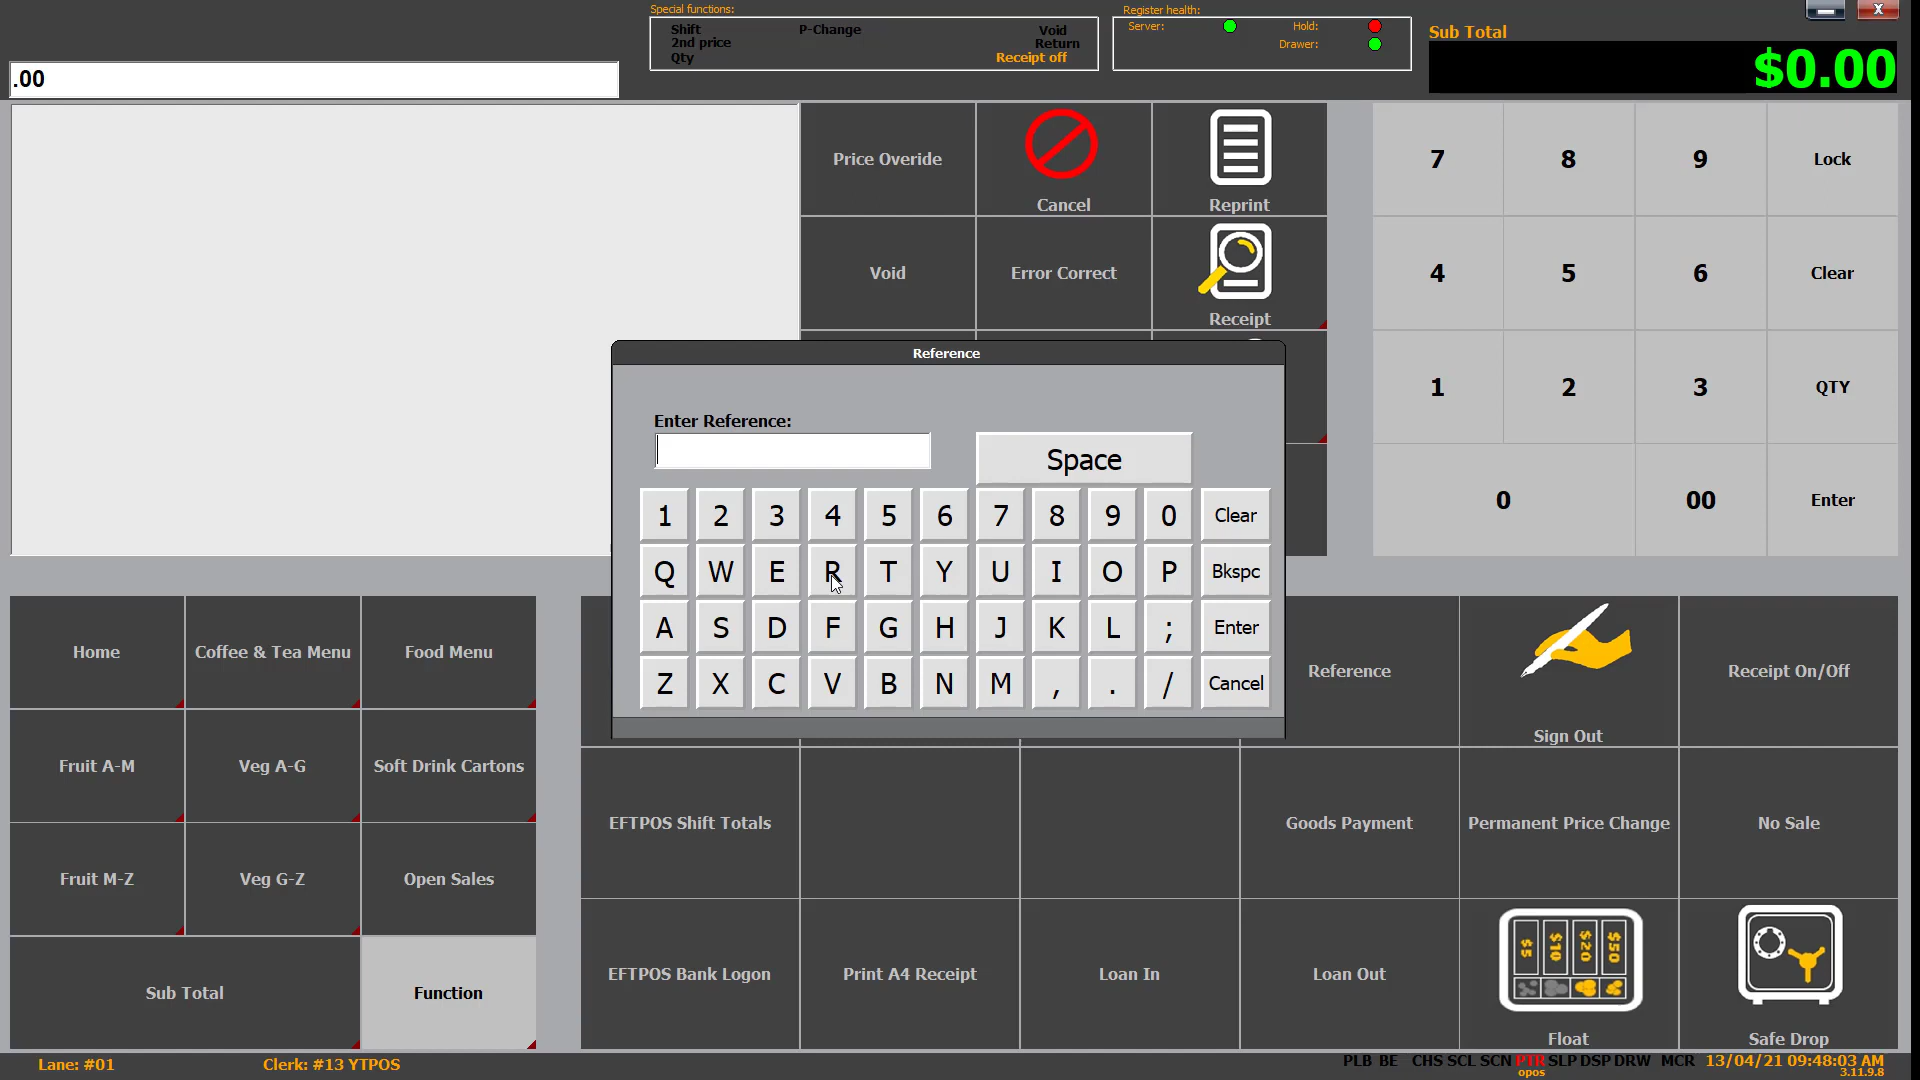 Special functions:
Shift P-Change Void
2nd price Return
Qty Receipt off
Register health:
Server: Hold:
Drawer:
X
Sub Total
$0.00
.00
Price Overide
Cancel
Reprint
Void
Error Correct
Receipt
7 8 9 Lock
4 5 6 Clear
1 2 3 QTY
0 00 Enter
Reference
Enter Reference:
Space
1 2 3 4 5 6 7 8 9 0 Clear
Q W E R T Y U I O P Bkspc
A S D F G H J K L ; Enter
Z X C V B N M , . / Cancel
Home
Coffee & Tea Menu
Food Menu
Fruit A-M
Veg A-G
Soft Drink Cartons
Fruit M-Z
Veg G-Z
Open Sales
Sub Total
Function
Reference
Sign Out
Receipt On/Off
EFTPOS Shift Totals
Goods Payment
Permanent Price Change
No Sale
EFTPOS Bank Logon
Print A4 Receipt
Loan In
Loan Out
$5 $10 $20 $50
Float
Safe Drop
Lane: #01
Clerk: #13 YTPOS
PLB BE CHS SCL SCN PTR SLP DSP DRW MCR 13/04/21 09:48:03 AM
opos 3.11.9.8